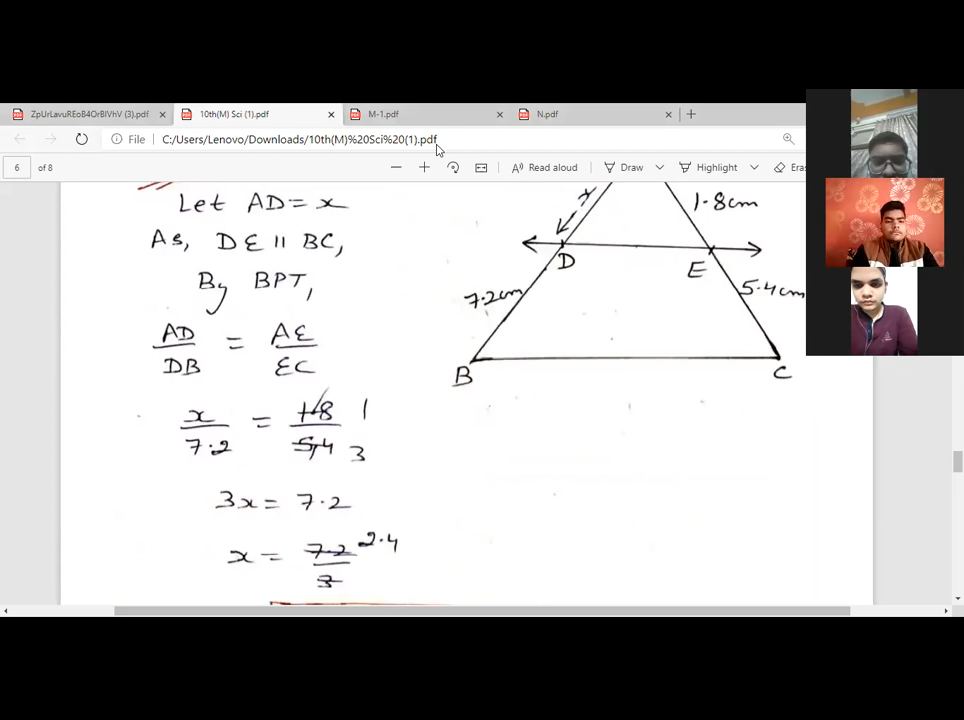 ZpUrLavuREoB4OrBIVhV (3).pdf
10th(M) Sci (1).pdf
M-1.pdf
N.pdf
File
C:/Users/Lenovo/Downloads/10th(M)%20Sci%20(1).pdf
6 of 8
Read aloud
Draw
Highlight
Eras
Let AD = x
As, DE || BC,
By BPT,
AD/DB = AE/EC
x/7.2 = 1.8/5.4 1/3
3x = 7.2
x = 7.2/3 2.4
x
1.8cm
D
E
7.2cm
5.4cm
B
C